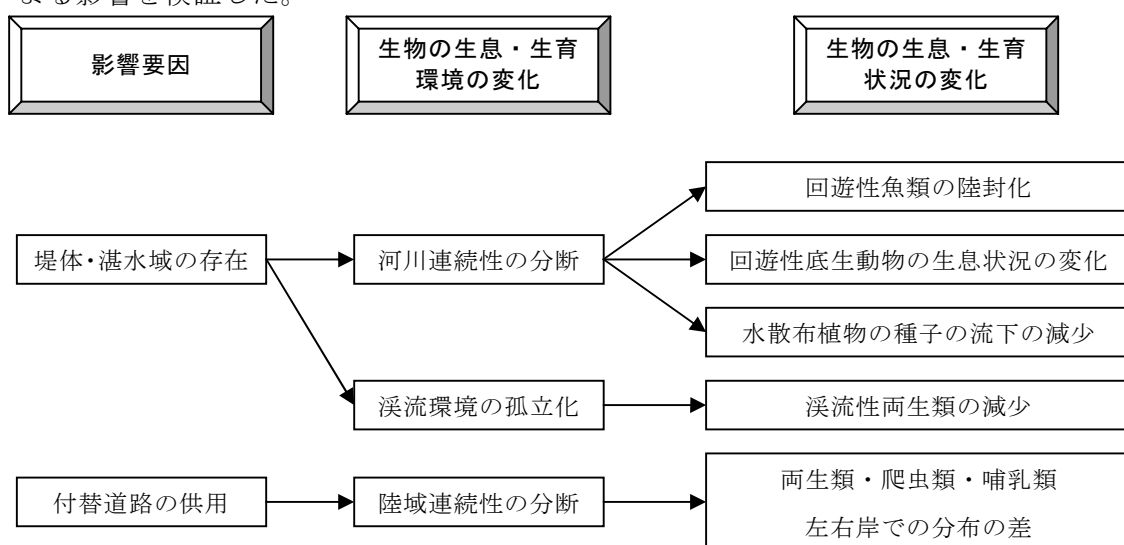 よる影響を検証した。
影響要因
生物の生息・生育
環境の変化
生物の生息・生育
状況の変化
回遊性魚類の陸封化
堤体・湛水域の存在
河川連続性の分断
回遊性底生動物の生息状況の変化
水散布植物の種子の流下の減少
渓流環境の孤立化
渓流性両生類の減少
付替道路の供用
陸域連続性の分断
両生類・爬虫類・哺乳類
左右岸での分布の差